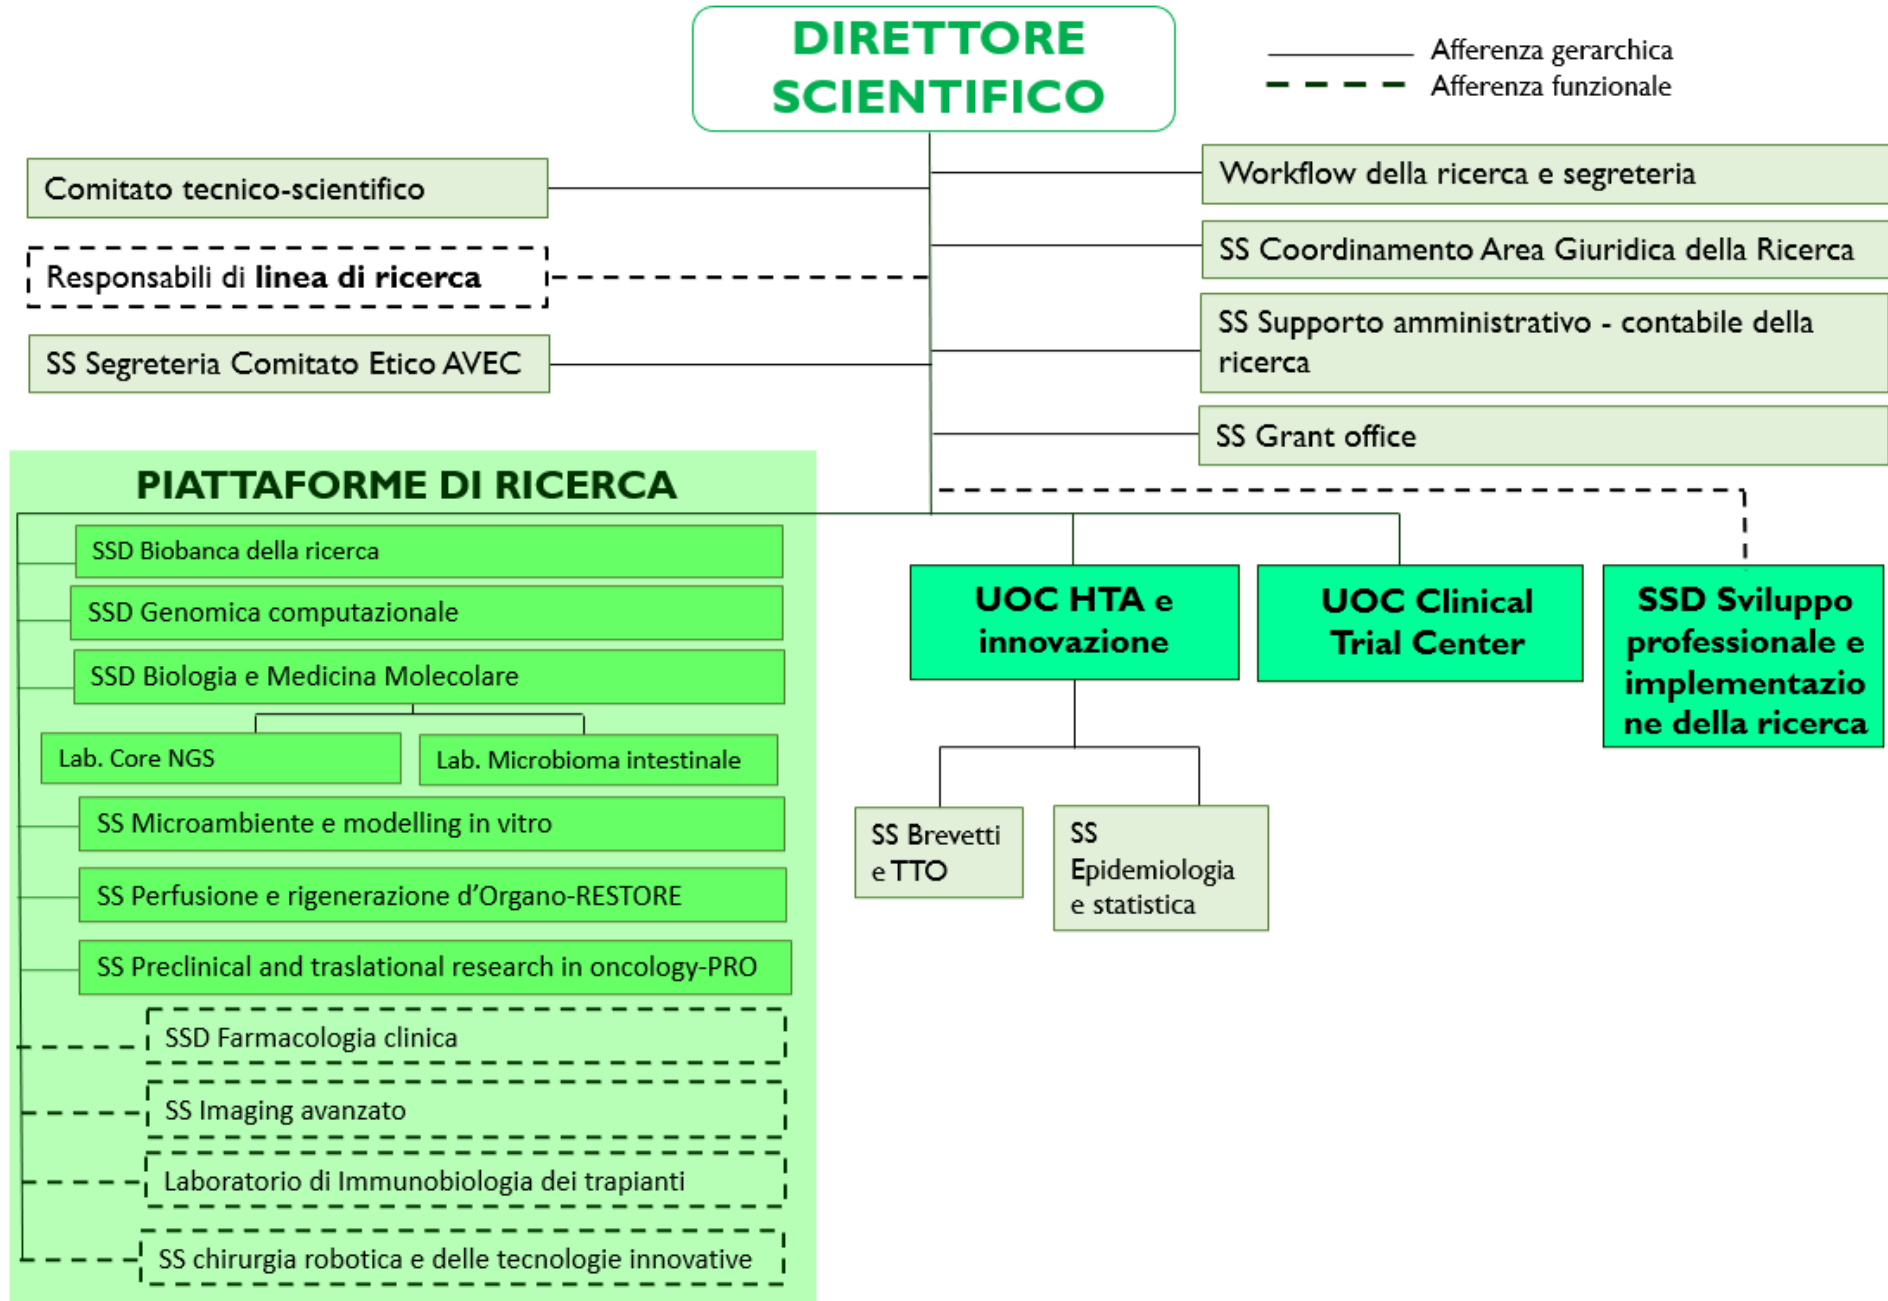 DIRETTORE
SCIENTIFICO
Afferenza gerarchica
Afferenza funzionale
Comitato tecnico-scientifico
Responsabili di linea di ricerca
SS Segreteria Comitato Etico AVEC
Workflow della ricerca e segreteria
SS Coordinamento Area Giuridica della Ricerca
SS Supporto amministrativo - contabile della
ricerca
SS Grant office
PIATTAFORME DI RICERCA
SSD Biobanca della ricerca
SSD Genomica computazionale
SSD Biologia e Medicina Molecolare
Lab. Core NGS
Lab. Microbioma intestinale
SS Microambiente e modelling in vitro
SS Perfusione e rigenerazione d’Organo-RESTORE
SS Preclinical and traslational research in oncology-PRO
SSD Farmacologia clinica
SS Imaging avanzato
Laboratorio di Immunobiologia dei trapianti
SS chirurgia robotica e delle tecnologie innovative
UOC HTA e
innovazione
UOC Clinical
Trial Center
SSD Sviluppo
professionale e
implementazio
ne della ricerca
SS Brevetti
e TTO
SS
Epidemiologia
e statistica